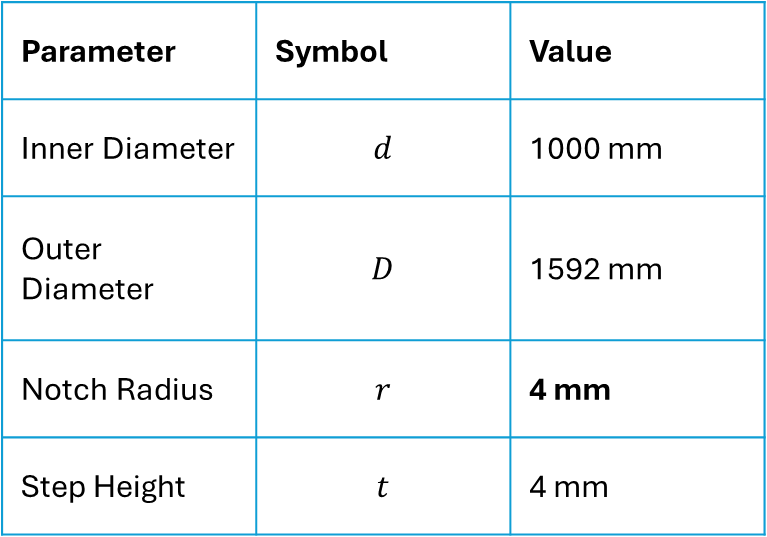 Parameter Symbol Value
Inner Diameter d 1000 mm
Outer
Diameter D 1592 mm
Notch Radius r 4 mm
Step Height t 4 mm